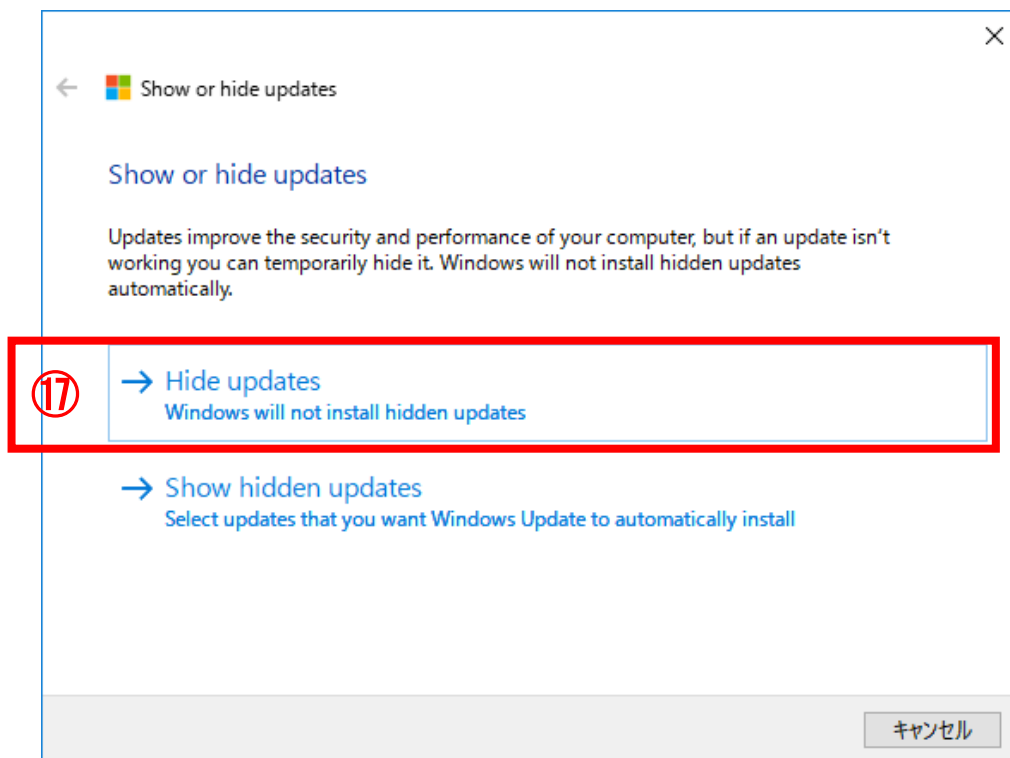 Show or hide updates
Show or hide updates
Updates improve the security and performance of your computer, but if an update isn't
working you can temporarily hide it. Windows will not install hidden updates
automatically.
⑰
Hide updates
Windows will not install hidden updates
Show hidden updates
Select updates that you want Windows Update to automatically install
キャンセル